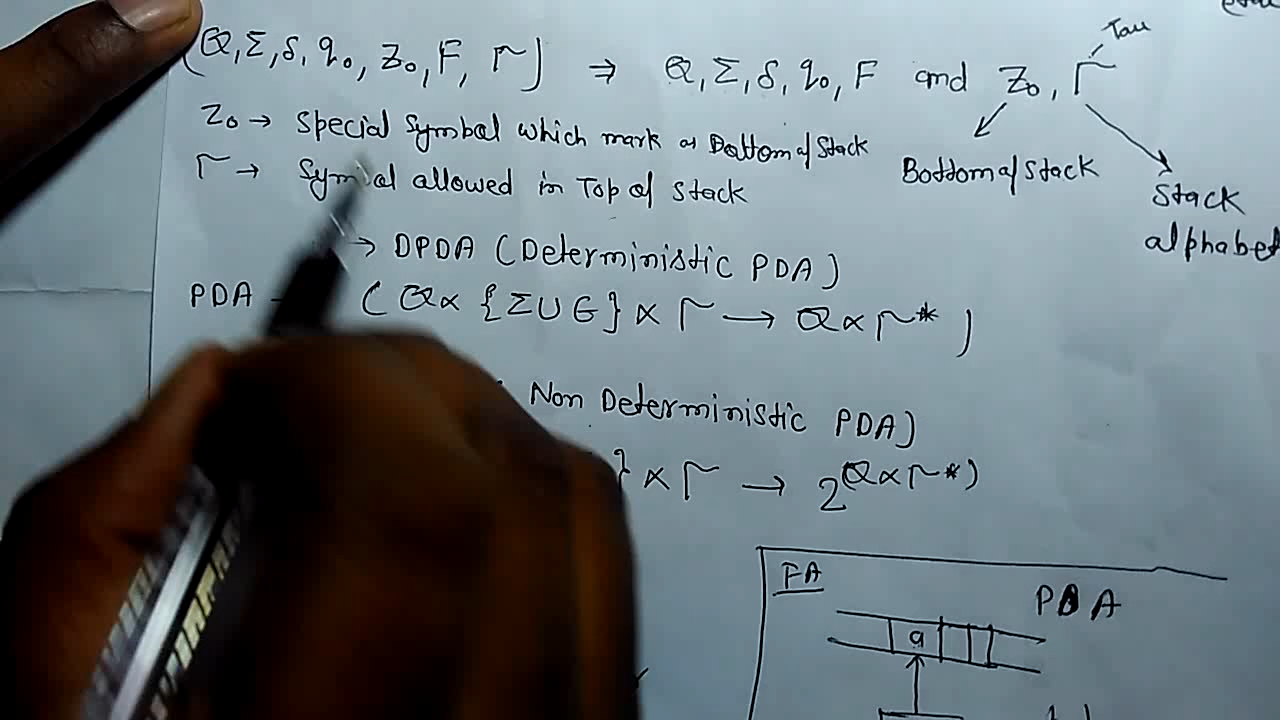 (Q, Σ, δ, q₀, Z₀, F, Γ) ⇒ Q, Σ, δ, q₀, F and Z₀, Γ
Tau
Z₀ → Special Symbol which mark as Bottom of Stack
Bottom of Stack
Γ → Symbol allowed in Top of Stack
Stack
alphabet
→ DPDA (Deterministic PDA)
PDA
(Q × {Σ ∪ Є} × Γ → Q × Γ*)
Non Deterministic PDA)
} × Γ → 2^(Q × Γ*)
FA
PDA
a